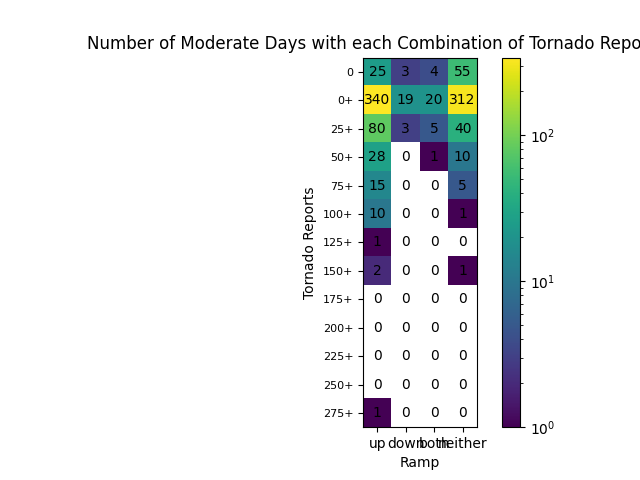 Number of Moderate Days with each Combination of Tornado Repo
0 25 3 4 55
0+ 340 19 20 312
25+ 80 3 5 40
50+ 28 0 1 10
75+ 15 0 0 5
100+ 10 0 0 1
125+ 1 0 0 0
150+ 2 0 0 1
175+ 0 0 0 0
200+ 0 0 0 0
225+ 0 0 0 0
250+ 0 0 0 0
275+ 1 0 0 0
up down both neither
Ramp
Tornado Reports
10²
10¹
10⁰